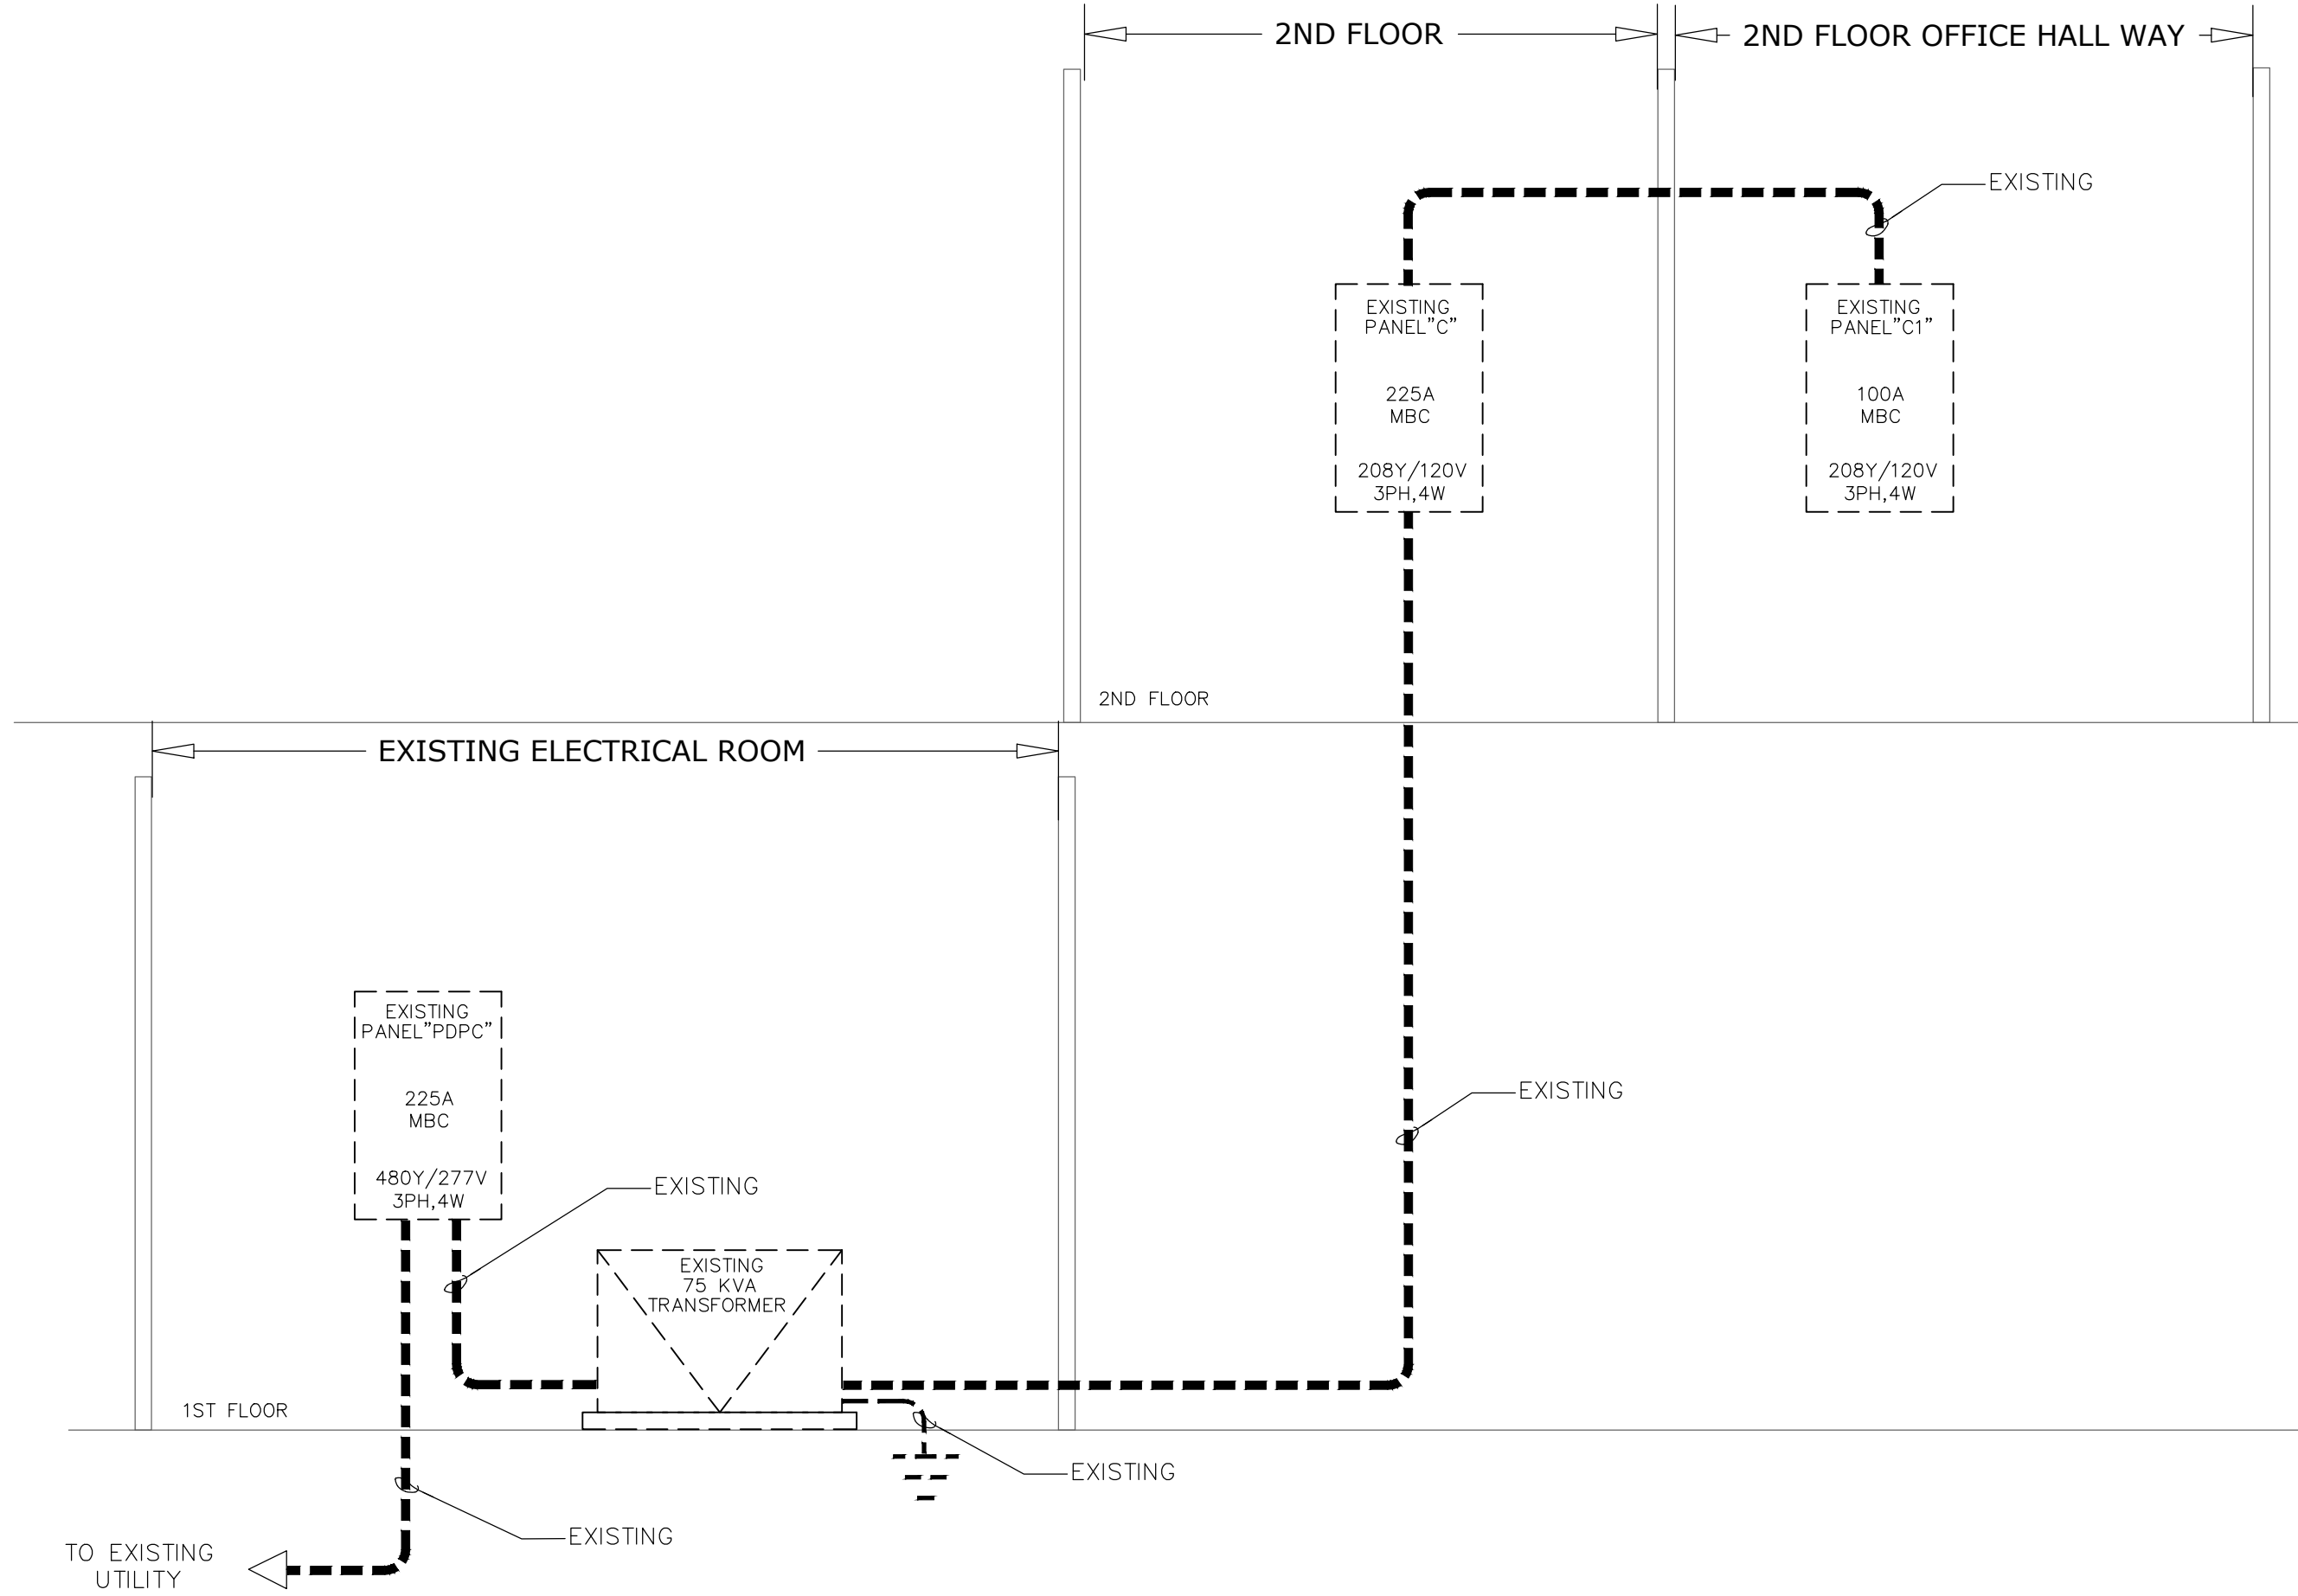 2ND FLOOR
2ND FLOOR OFFICE HALL WAY
EXISTING
EXISTING
PANEL"C"
225A
MBC
208Y/120V
3PH,4W
EXISTING
PANEL"C1"
100A
MBC
208Y/120V
3PH,4W
2ND FLOOR
EXISTING ELECTRICAL ROOM
EXISTING
PANEL"PDPC"
225A
MBC
480Y/277V
3PH,4W
EXISTING
EXISTING
EXISTING
75 KVA
TRANSFORMER
1ST FLOOR
EXISTING
EXISTING
TO EXISTING
UTILITY